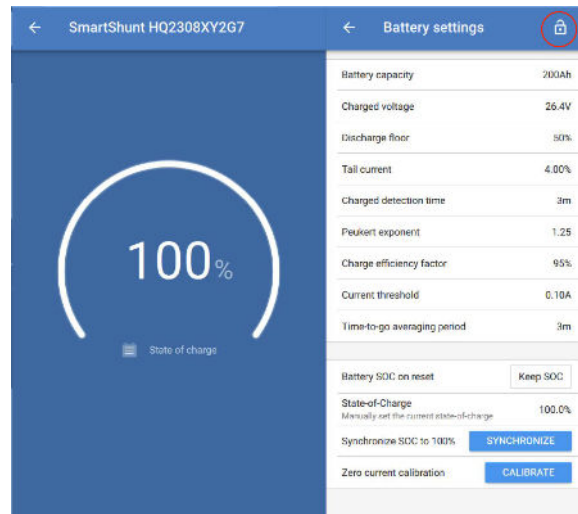 SmartShunt HQ2308XY2G7
100%
State of charge
Battery settings
Battery capacity 200Ah
Charged voltage 26.4V
Discharge floor 50%
Tail current 4.00%
Charged detection time 3m
Peukert exponent 1.25
Charge efficiency factor 95%
Current threshold 0.10A
Time-to-go averaging period 3m
Battery SOC on reset Keep SOC
State-of-Charge 100.0%
Manually set the current state-of-charge
Synchronize SOC to 100% SYNCHRONIZE
Zero current calibration CALIBRATE